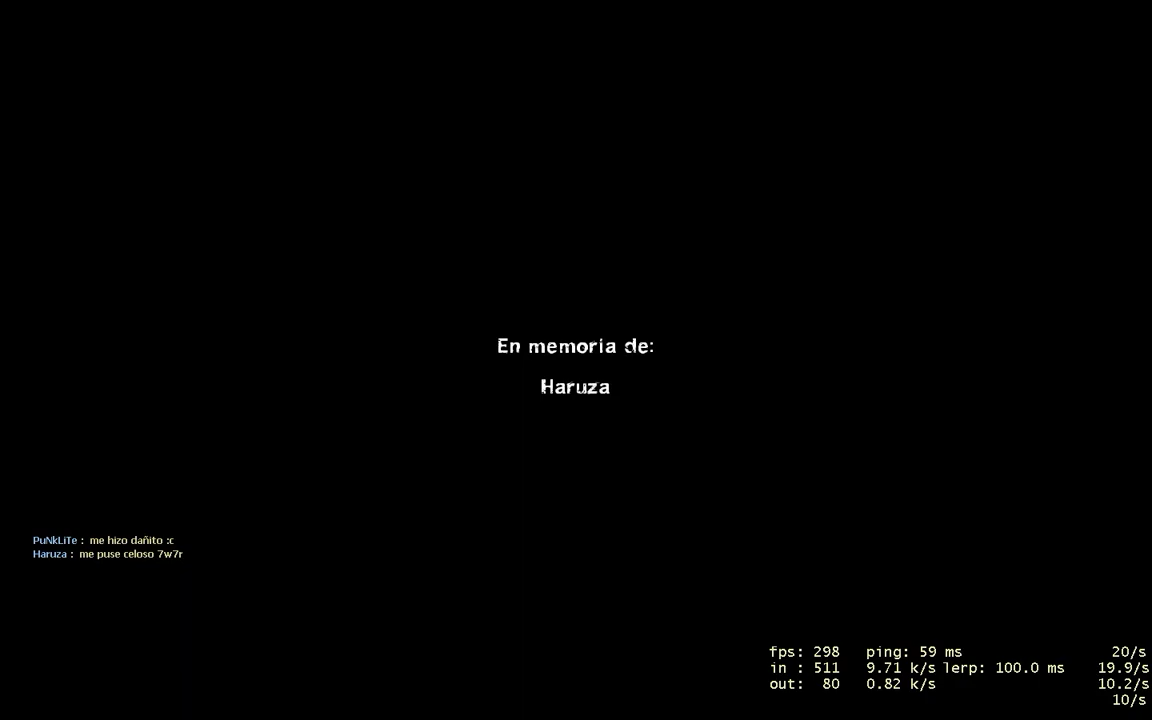 En memoria de:
Haruza
PuNkLiTe : me hizo dañito :c
Haruza : me puse celoso 7w7r
fps: 298 ping: 59 ms 20/s
in : 511 9.71 k/s lerp: 100.0 ms 19.9/s
out: 80 0.82 k/s 10.2/s
10/s